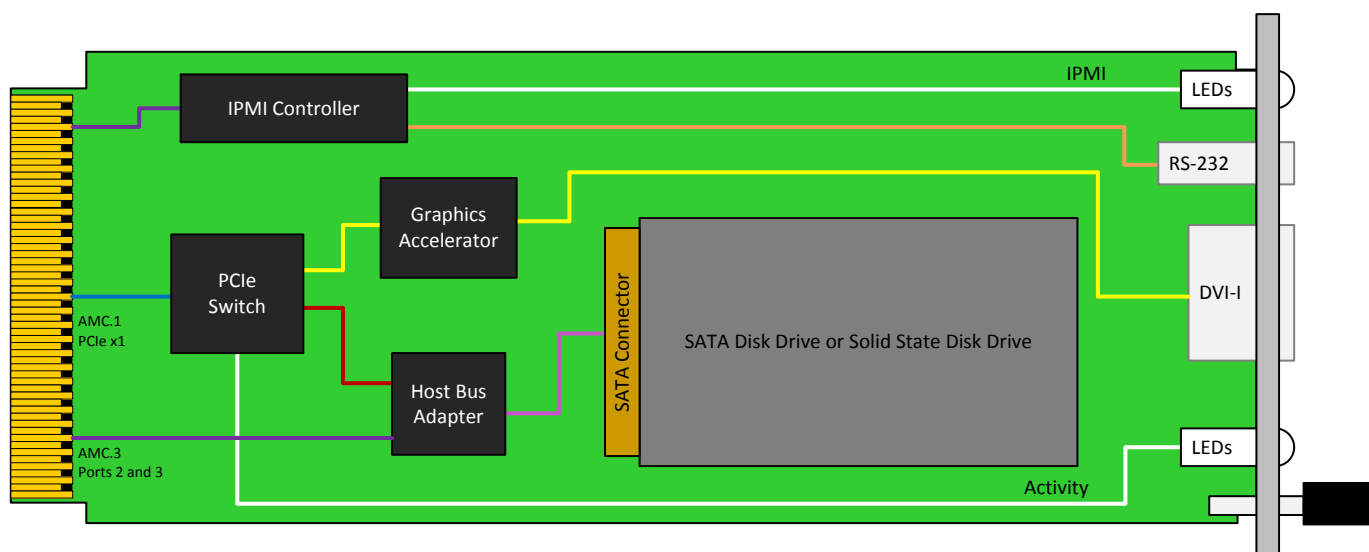 IPMI
LEDs
IPMI Controller
RS-232
Graphics
Accelerator
PCIe
Switch
DVI-I
AMC.1
PCIe x1
SATA Connector
SATA Disk Drive or Solid State Disk Drive
Host Bus
Adapter
AMC.3
Ports 2 and 3
LEDs
Activity